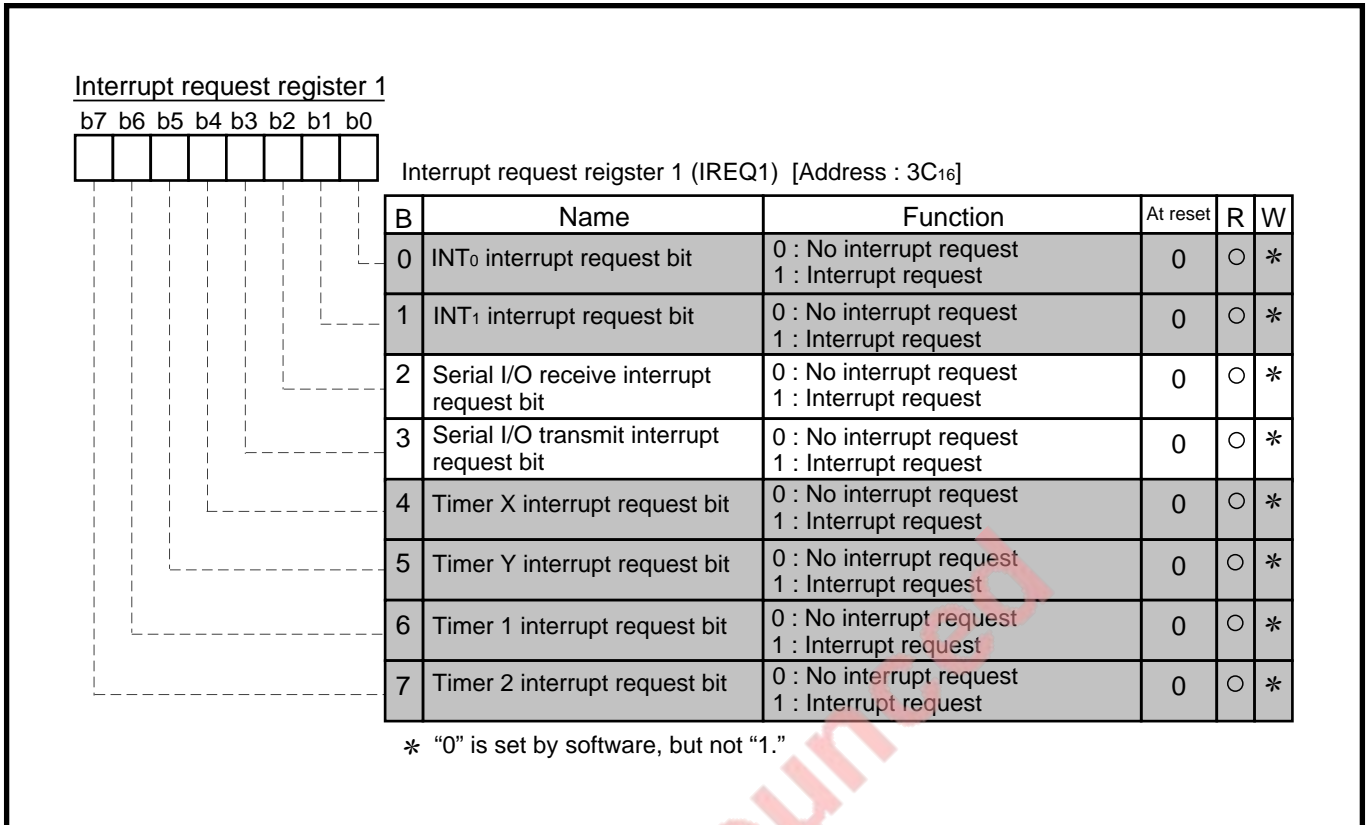 Interrupt request register 1
b7 b6 b5 b4 b3 b2 b1 b0
Interrupt request reigster 1 (IREQ1) [Address : 3C16]
B Name Function At reset R W
0 INT0 interrupt request bit 0 : No interrupt request 0 ○ *
1 : Interrupt request
1 INT1 interrupt request bit 0 : No interrupt request 0 ○ *
1 : Interrupt request
2 Serial I/O receive interrupt 0 : No interrupt request 0 ○ *
request bit 1 : Interrupt request
3 Serial I/O transmit interrupt 0 : No interrupt request 0 ○ *
request bit 1 : Interrupt request
4 Timer X interrupt request bit 0 : No interrupt request 0 ○ *
1 : Interrupt request
5 Timer Y interrupt request bit 0 : No interrupt request 0 ○ *
1 : Interrupt request
6 Timer 1 interrupt request bit 0 : No interrupt request 0 ○ *
1 : Interrupt request
7 Timer 2 interrupt request bit 0 : No interrupt request 0 ○ *
1 : Interrupt request
* “0” is set by software, but not “1.”
unced